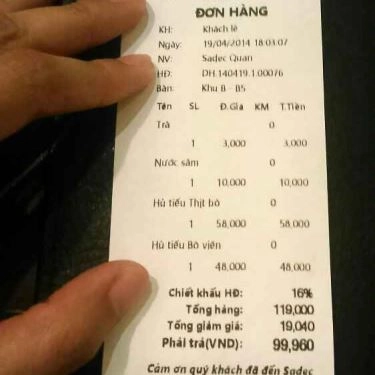 ĐƠN HÀNG
KH: Khách lẻ
Ngày: 19/04/2014 18:03:07
NV: Sadec Quan
HĐ: DH.140419.1.00076
Bàn: Khu B - B5
Tên SL Đ.Giá KM T.Tiền
Trà 0
1 3,000 3,000
Nước sâm 0
1 10,000 10,000
Hủ tiếu Thịt bò 0
1 58,000 58,000
Hủ tiếu Bò viên 0
1 48,000 48,000
Chiết khấu HĐ: 16%
Tổng hàng: 119,000
Tổng giảm giá: 19,040
Phải trả(VND): 99,960
Cảm ơn quý khách đã đến Sadec